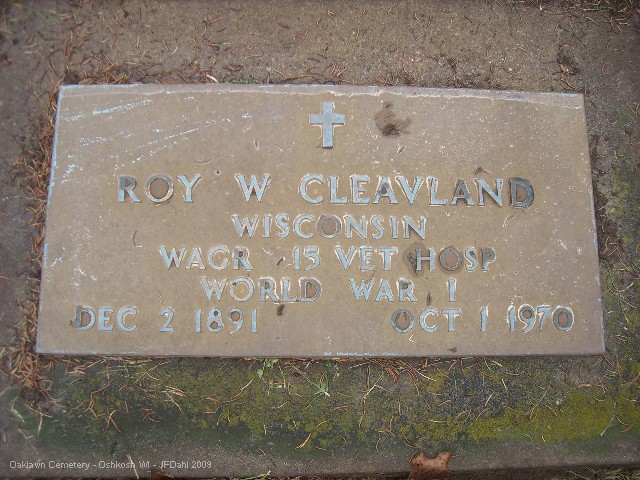 ROY W CLEAVLAND
WISCONSIN
WAGR 15 VET HOSP
WORLD WAR I
DEC 2 1891 OCT 1 1970
Oaklawn Cemetery - Oshkosh WI - JFDahl 2009